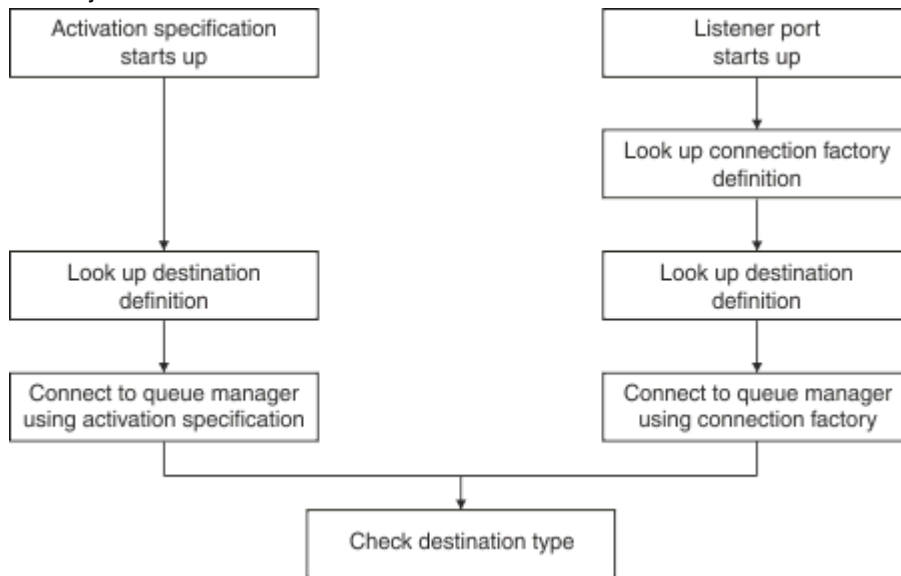 Activation specification
starts up
Listener port
starts up
Look up connection factory
definition
Look up destination
definition
Look up destination
definition
Connect to queue manager
using activation specification
Connect to queue manager
using connection factory
Check destination type